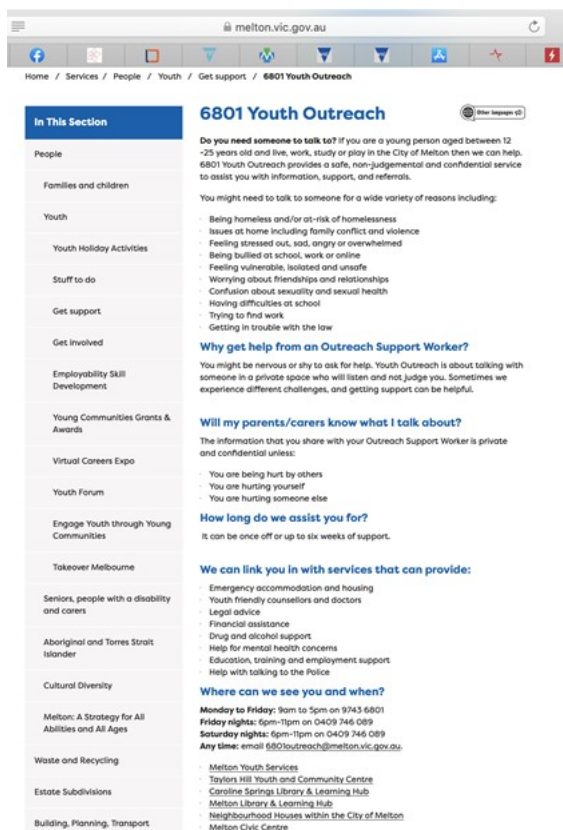 melton.vic.gov.au
Home / Services / People / Youth / Get support / 6801 Youth Outreach
In This Section
People
Families and children
Youth
Youth Holiday Activities
Stuff to do
Get support
Get involved
Employability Skill
Development
Young Communities Grants &
Awards
Virtual Careers Expo
Youth Forum
Engage Youth through Young
Communities
Takeover Melbourne
Seniors, people with a disability
and carers
Aboriginal and Torres Strait
Islander
Cultural Diversity
Melton: A Strategy for All
Abilities and All Ages
Waste and Recycling
Estate Subdivisions
Building, Planning, Transport
6801 Youth Outreach
Other languages
Do you need someone to talk to? If you are a young person aged between 12
-25 years old and live, work, study or play in the City of Melton then we can help.
6801 Youth Outreach provides a safe, non-judgemental and confidential service
to assist you with information, support, and referrals.
You might need to talk to someone for a wide variety of reasons including:
Being homeless and/or at-risk of homelessness
Issues at home including family conflict and violence
Feeling stressed out, sad, angry or overwhelmed
Being bullied at school, work or online
Feeling vulnerable, isolated and unsafe
Worrying about friendships and relationships
Confusion about sexuality and sexual health
Having difficulties at school
Trying to find work
Getting in trouble with the law
Why get help from an Outreach Support Worker?
You might be nervous or shy to ask for help. Youth Outreach is about talking with
someone in a private space who will listen and not judge you. Sometimes we
experience different challenges, and getting support can be helpful.
Will my parents/carers know what I talk about?
The information that you share with your Outreach Support Worker is private
and confidential unless:
You are being hurt by others
You are hurting yourself
You are hurting someone else
How long do we assist you for?
It can be once off or up to six weeks of support.
We can link you in with services that can provide:
Emergency accommodation and housing
Youth friendly counsellors and doctors
Legal advice
Financial assistance
Drug and alcohol support
Help for mental health concerns
Education, training and employment support
Help with talking to the Police
Where can we see you and when?
Monday to Friday: 9am to 5pm on 9743 6801
Friday nights: 6pm-11pm on 0409 746 089
Saturday nights: 6pm-11pm on 0409 746 089
Any time: email 6801outreach@melton.vic.gov.au.
Melton Youth Services
Taylors Hill Youth and Community Centre
Caroline Springs Library & Learning Hub
Melton Library & Learning Hub
Neighbourhood Houses within the City of Melton
Melton Civic Centre